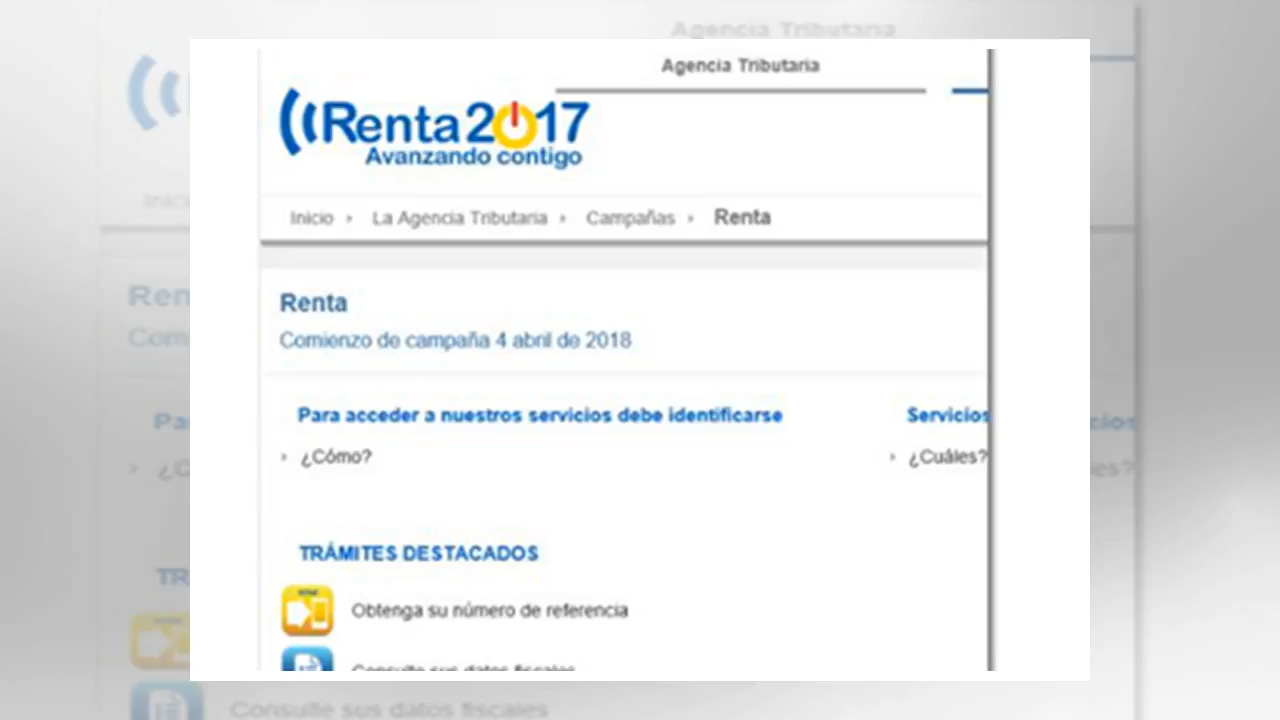 Agencia Tributaria
Renta 2017
Avanzando contigo
Inicio La Agencia Tributaria Campañas Renta
Renta
Comienzo de campaña 4 abril de 2018
Para acceder a nuestros servicios debe identificarse
Servicios
¿Cómo?
¿Cuáles?
TRÁMITES DESTACADOS
Obtenga su número de referencia
Consulte sus datos fiscales